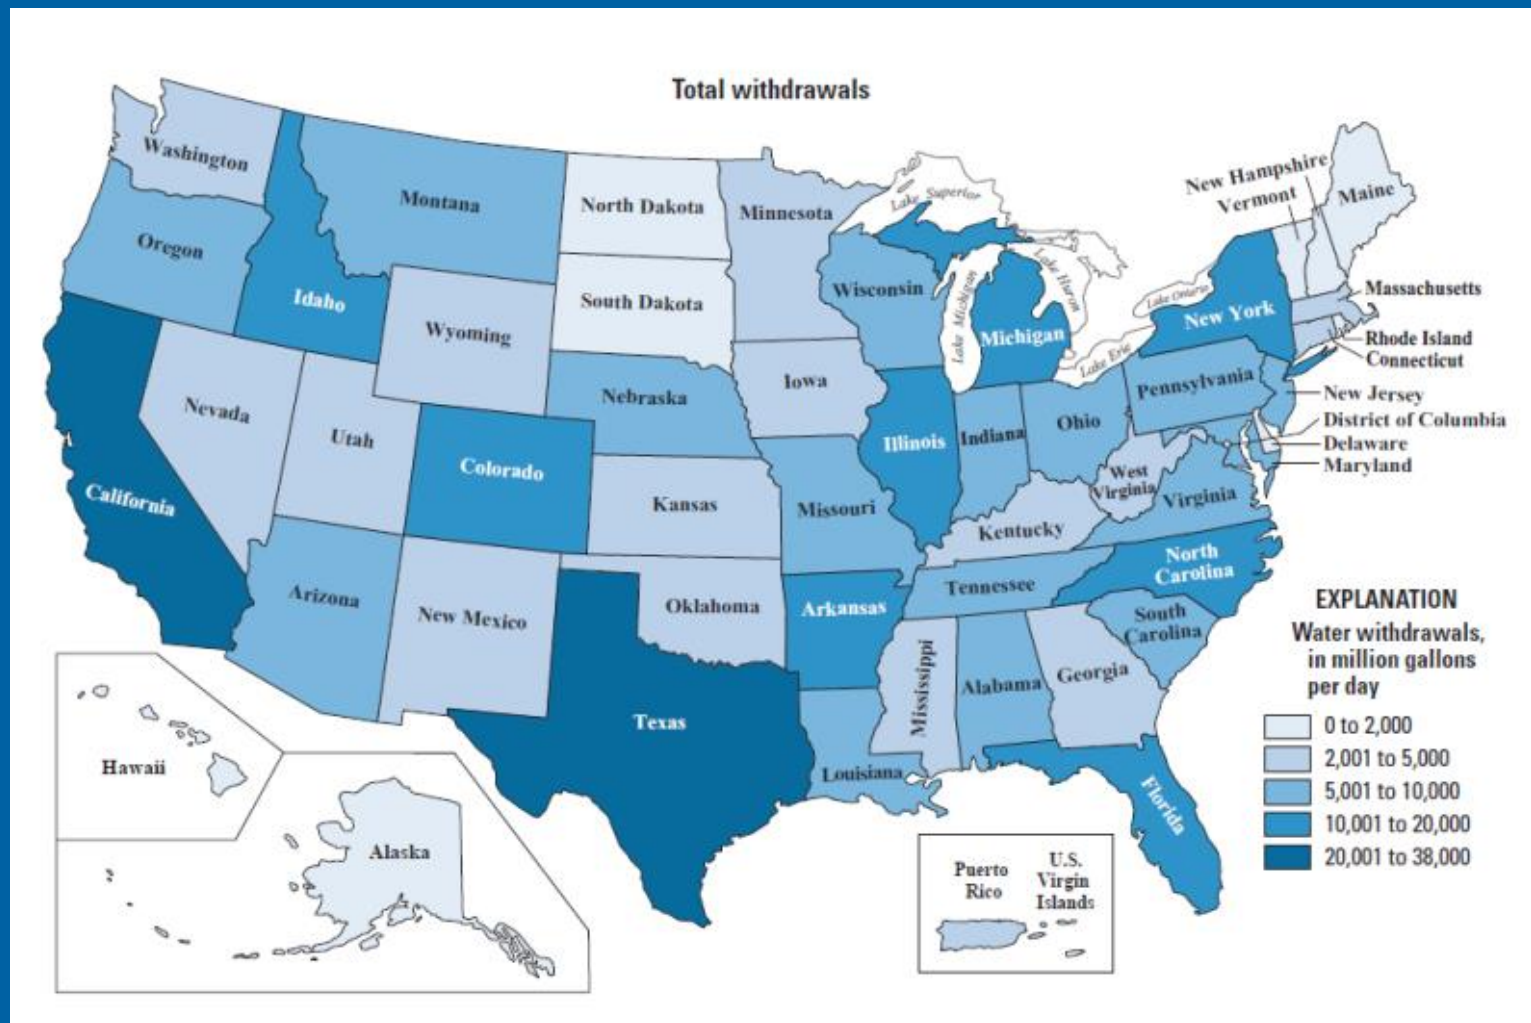 Total withdrawals
Washington
Oregon
Idaho
Montana
Wyoming
North Dakota
South Dakota
Nebraska
Minnesota
Iowa
Wisconsin
Lake Superior
Lake Michigan
Lake Huron
Michigan
Lake Erie
Lake Ontario
New York
New Hampshire
Vermont
Maine
Massachusetts
Rhode Island
Connecticut
Pennsylvania
New Jersey
District of Columbia
Delaware
Maryland
California
Nevada
Utah
Colorado
Kansas
Missouri
Illinois
Indiana
Ohio
West
Virginia
Virginia
Kentucky
Tennessee
North
Carolina
South
Carolina
Arizona
New Mexico
Oklahoma
Arkansas
Texas
Louisiana
Mississippi
Alabama
Georgia
Florida
Hawaii
Alaska
Puerto
Rico
U.S.
Virgin
Islands
EXPLANATION
Water withdrawals,
in million gallons
per day
0 to 2,000
2,001 to 5,000
5,001 to 10,000
10,001 to 20,000
20,001 to 38,000